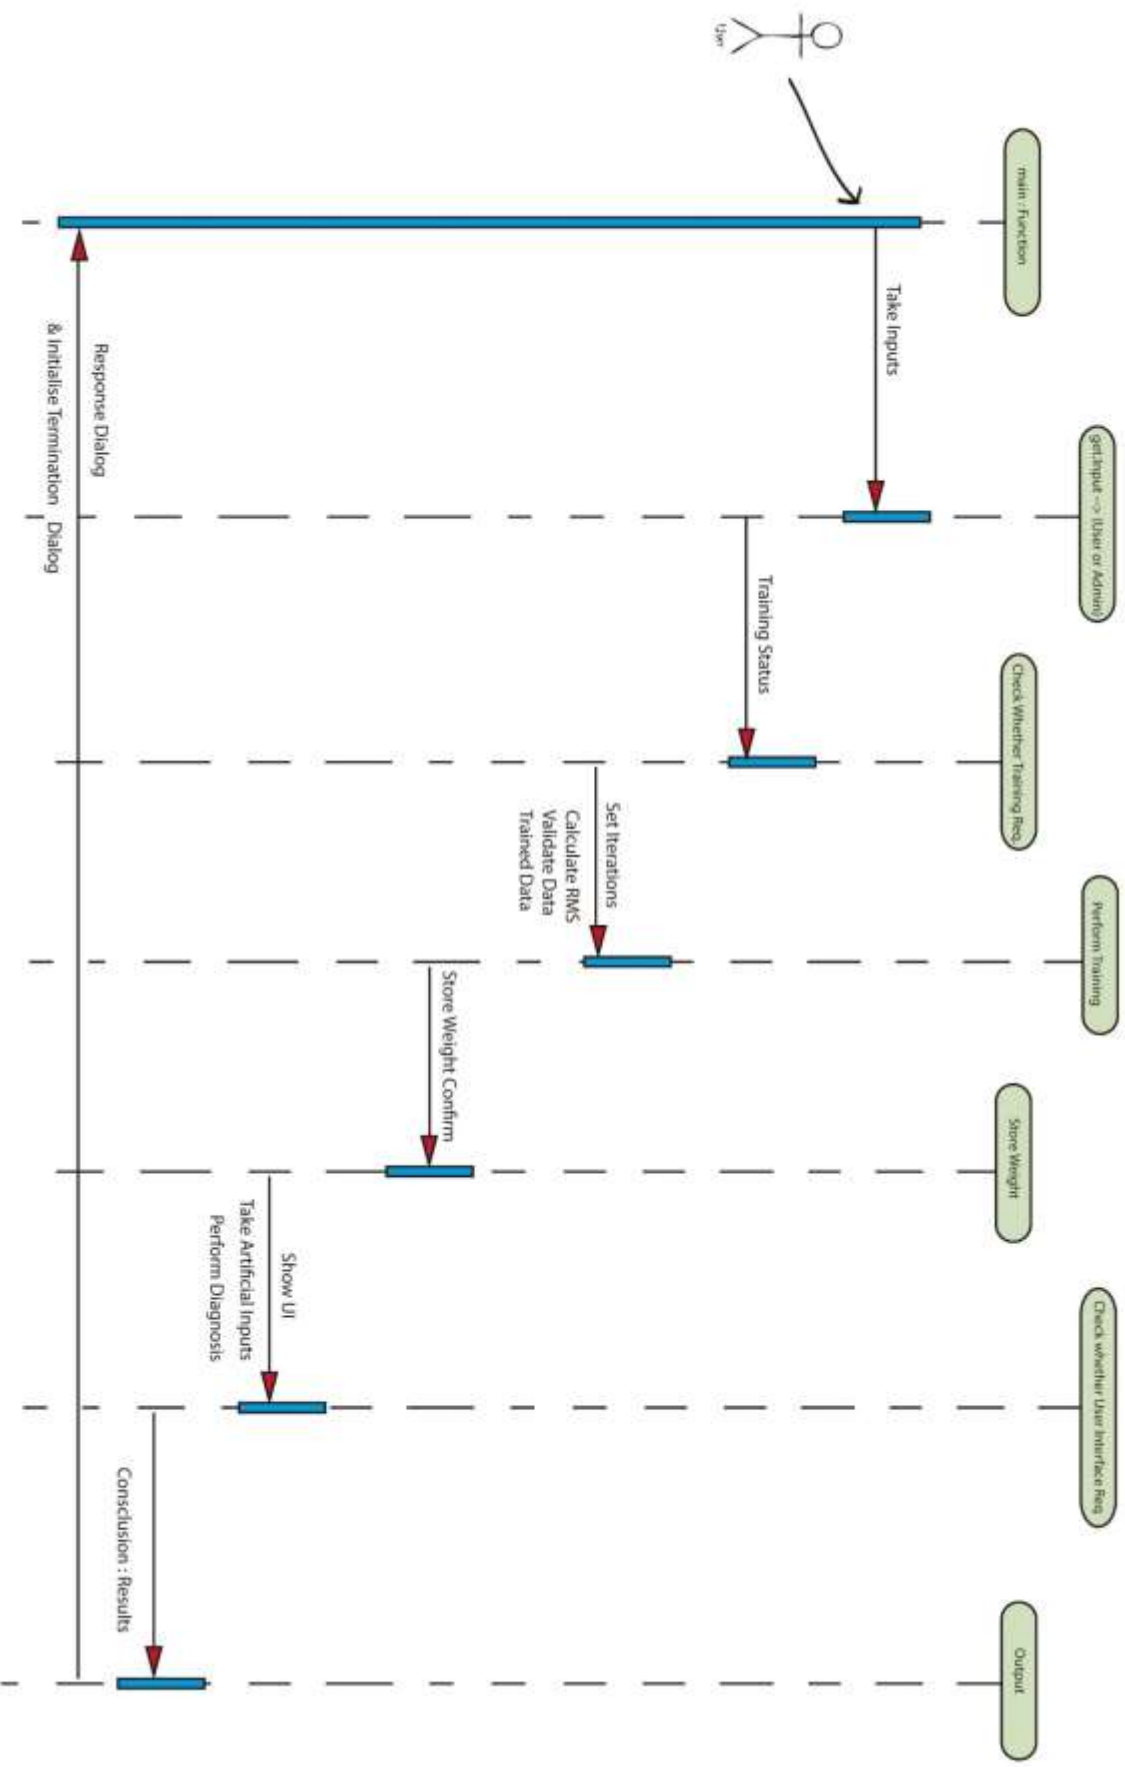 User
main : Function
get.Input --> (User or Admin)
Check Whether Training Req.
Perform Training
Store Weight
Check whether User Interface Req
Output
Take Inputs
Training Status
Set Iterations
Calculate RMS
Validate Data
Trained Data
Store Weight Confirm
Show UI
Take Artificial Inputs
Perform Diagnosis
Consclusion : Results
Response Dialog
& Initialise Termination Dialog